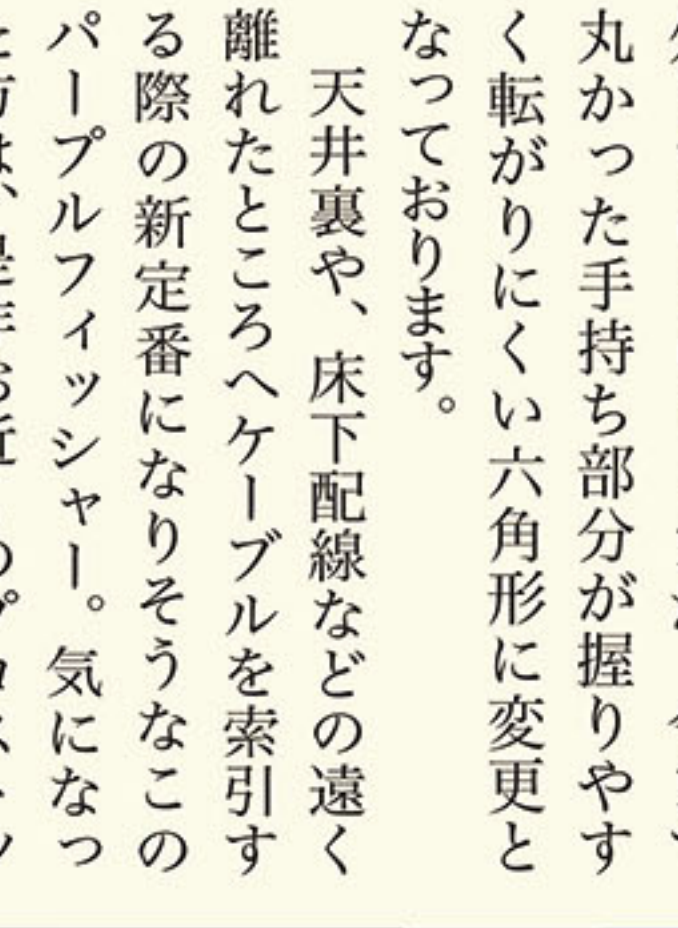 丸かった手持ち部分が握りやす
く転がりにくい六角形に変更と
なっております。
天井裏や、床下配線などの遠く
離れたところへケーブルを索引す
る際の新定番になりそうなこの
パープルフィッシャー。気になっ